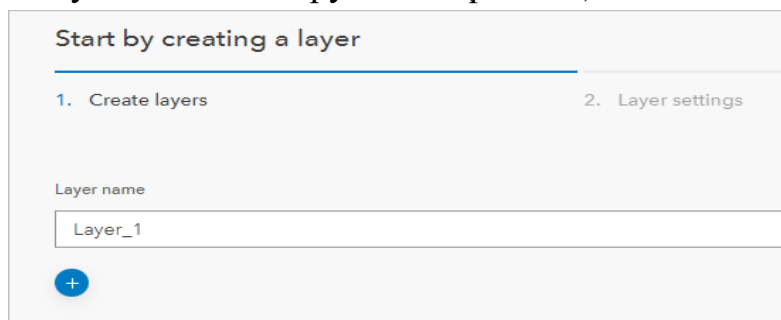 Start by creating a layer
1. Create layers
2. Layer settings
Layer name
Layer_1
+